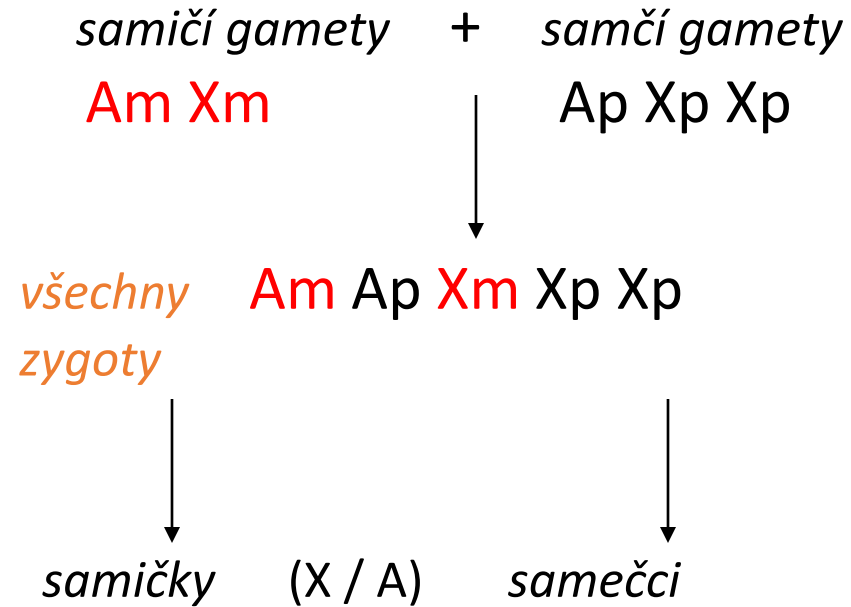 samičí gamety + samčí gamety
Am Xm Ap Xp Xp
všechny Am Ap Xm Xp Xp
zygoty
samičky (X / A) samečci